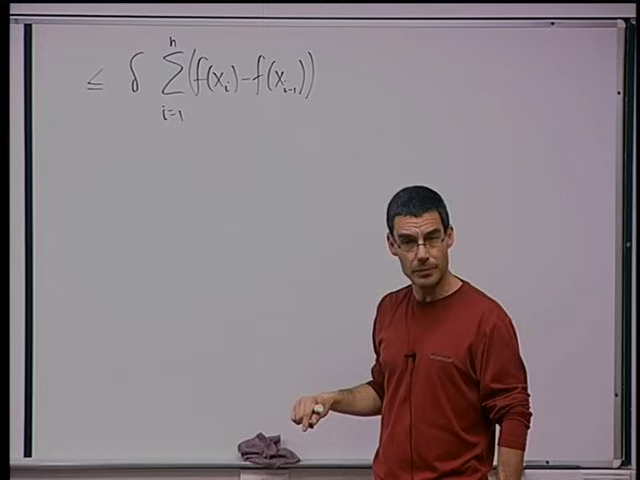 ≤ δ ∑_{i=1}^{n} (f(x_i) - f(x_{i-1}))